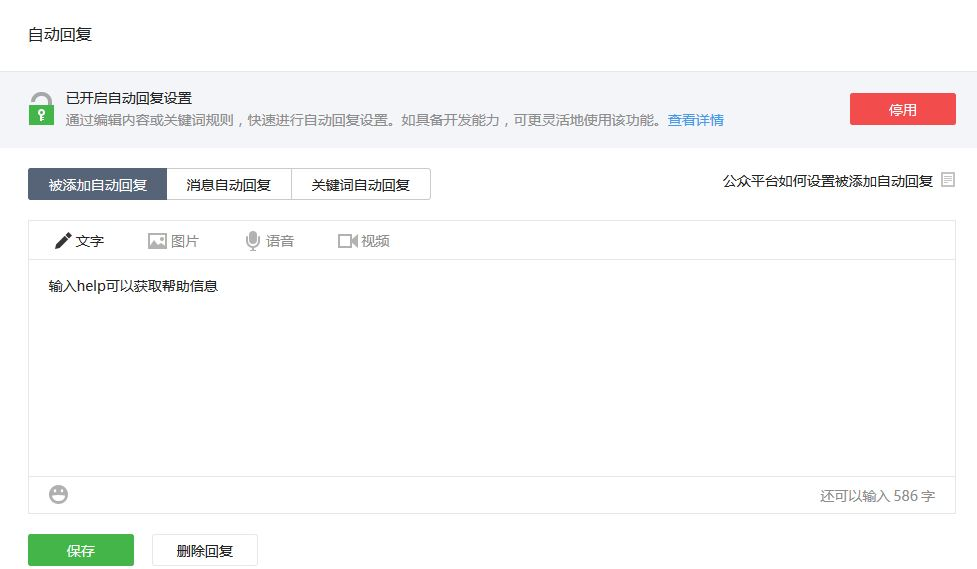 自动回复
已开启自动回复设置
通过编辑内容或关键词规则，快速进行自动回复设置。如具备开发能力，可更灵活地使用该功能。查看详情
停用
被添加自动回复 消息自动回复 关键词自动回复 公众平台如何设置被添加自动回复
文字 图片 语音 视频
输入help可以获取帮助信息
还可以输入 586 字
保存 删除回复